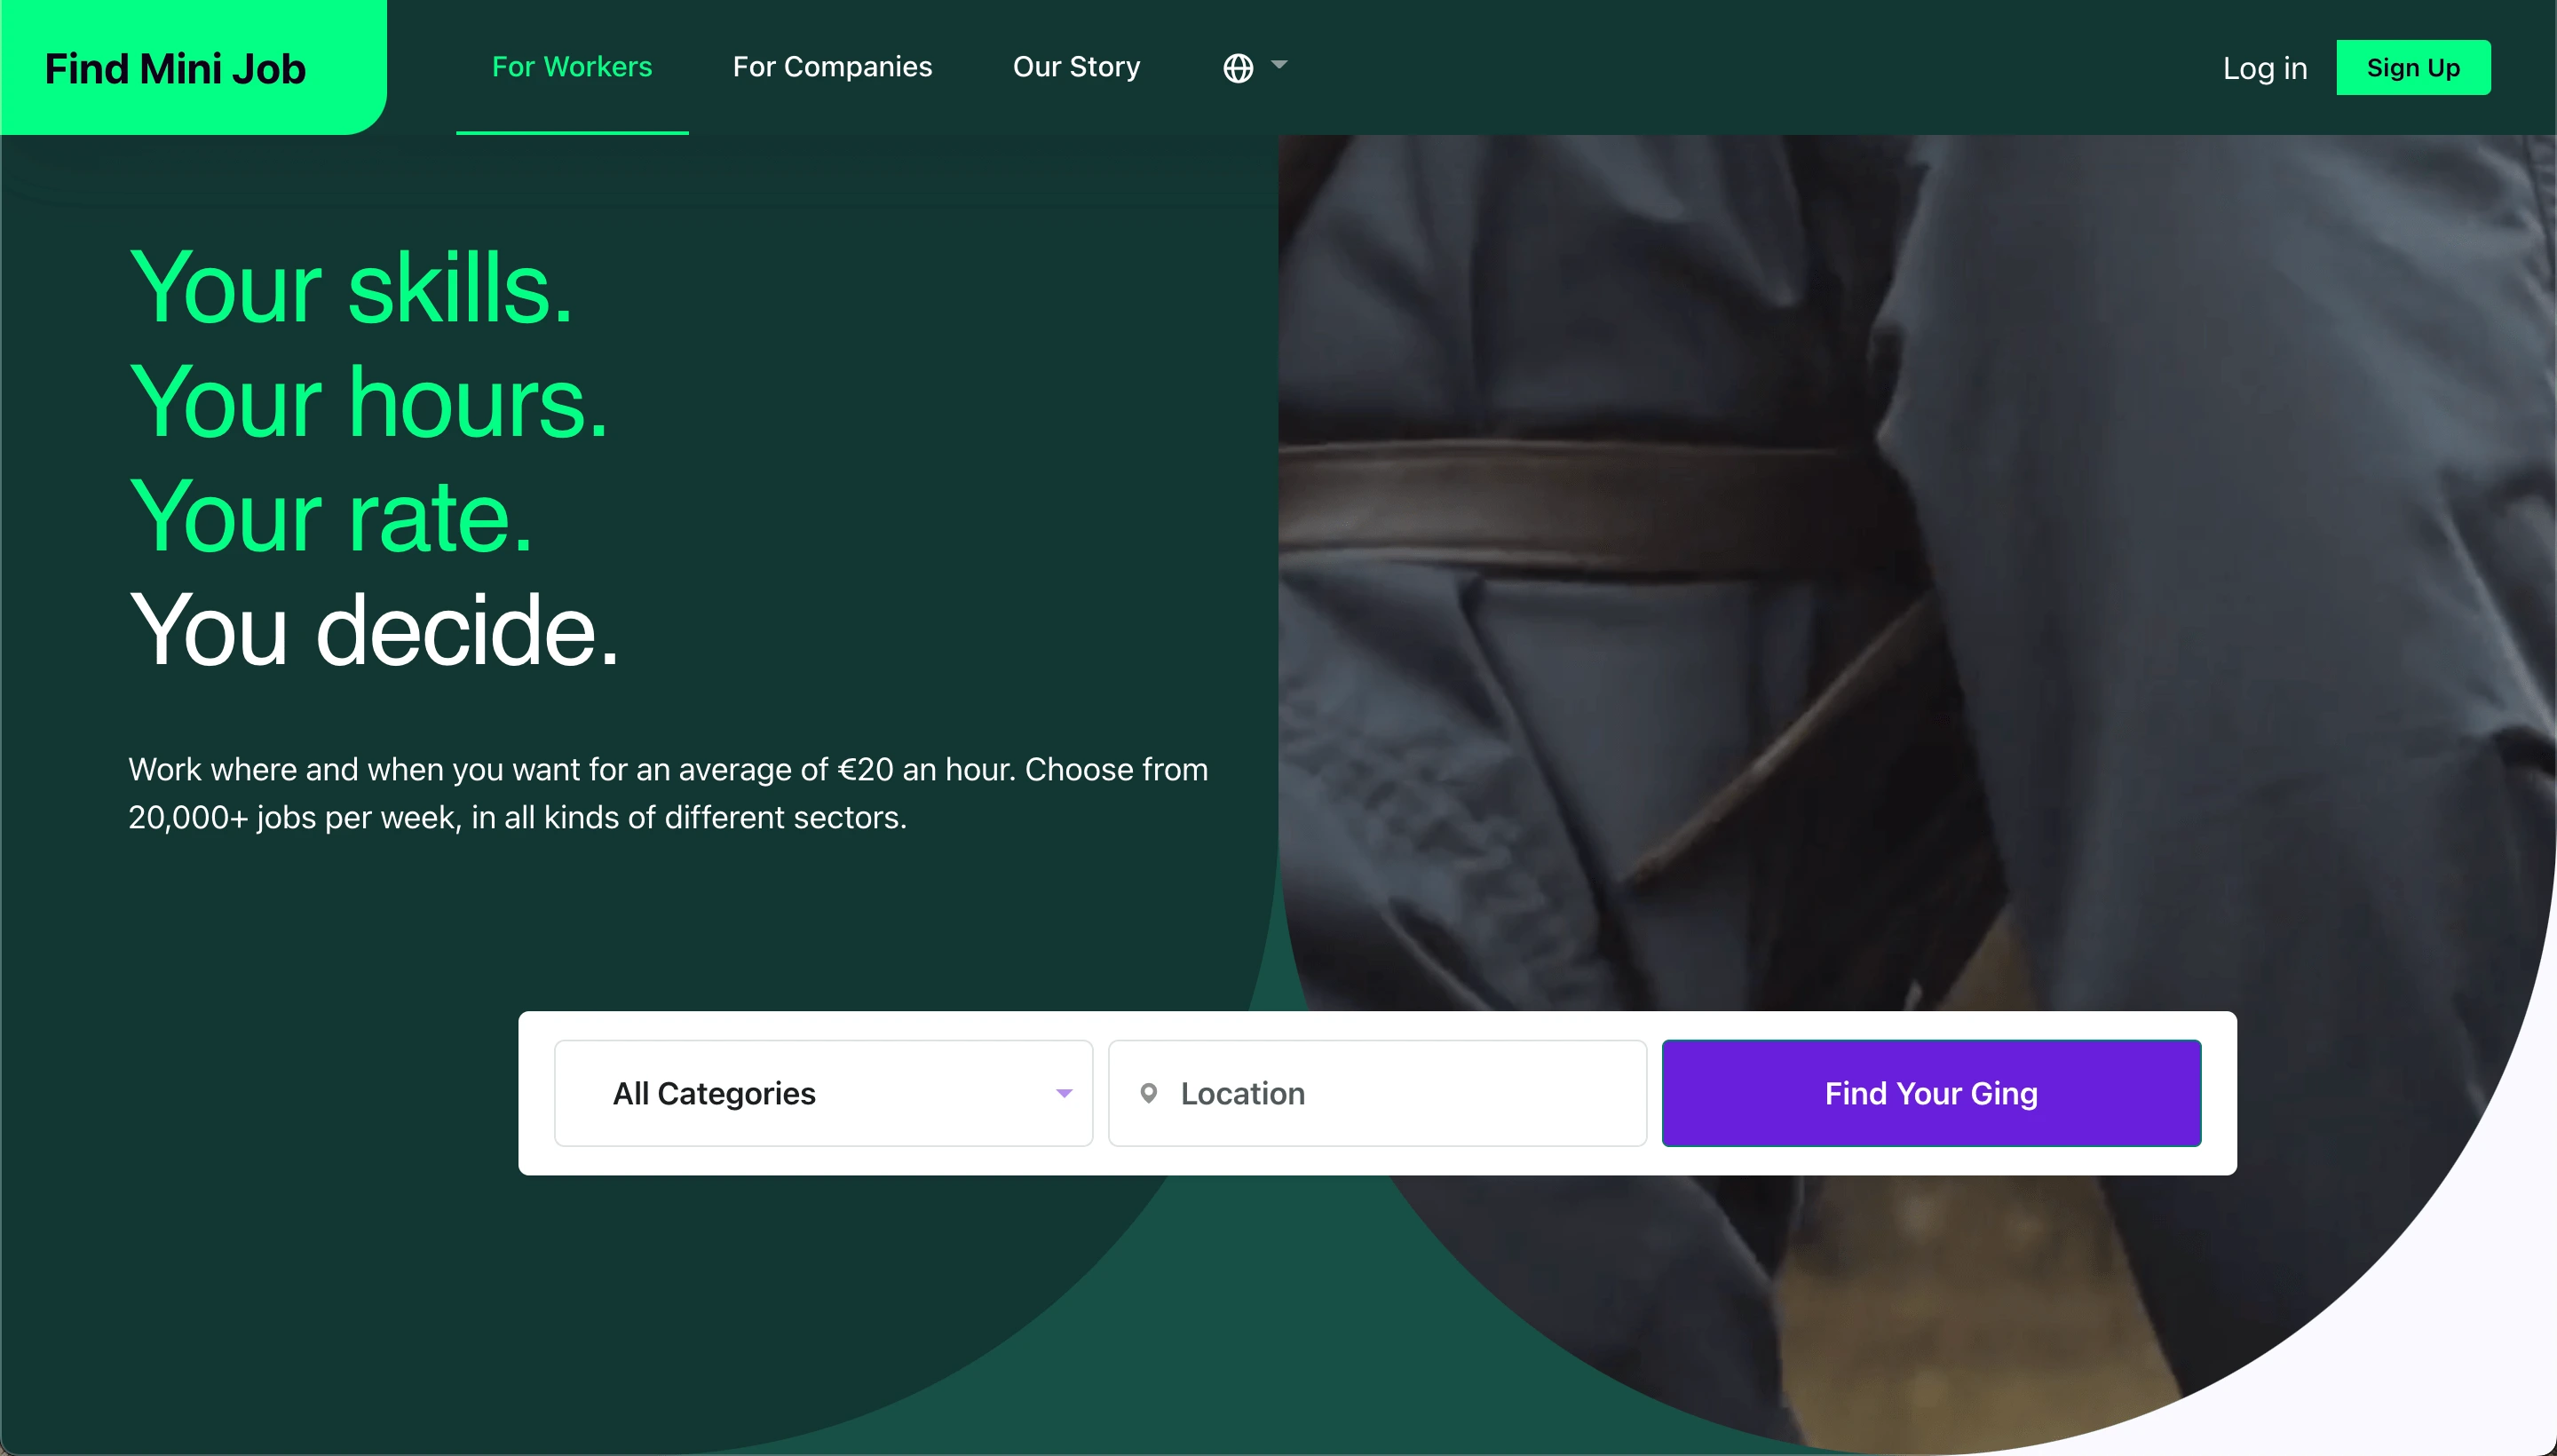 Find Mini Job
For Workers
For Companies
Our Story
Log in
Sign Up
Your skills.
Your hours.
Your rate.
You decide.
Work where and when you want for an average of €20 an hour. Choose from
20,000+ jobs per week, in all kinds of different sectors.
All Categories
Location
Find Your Ging